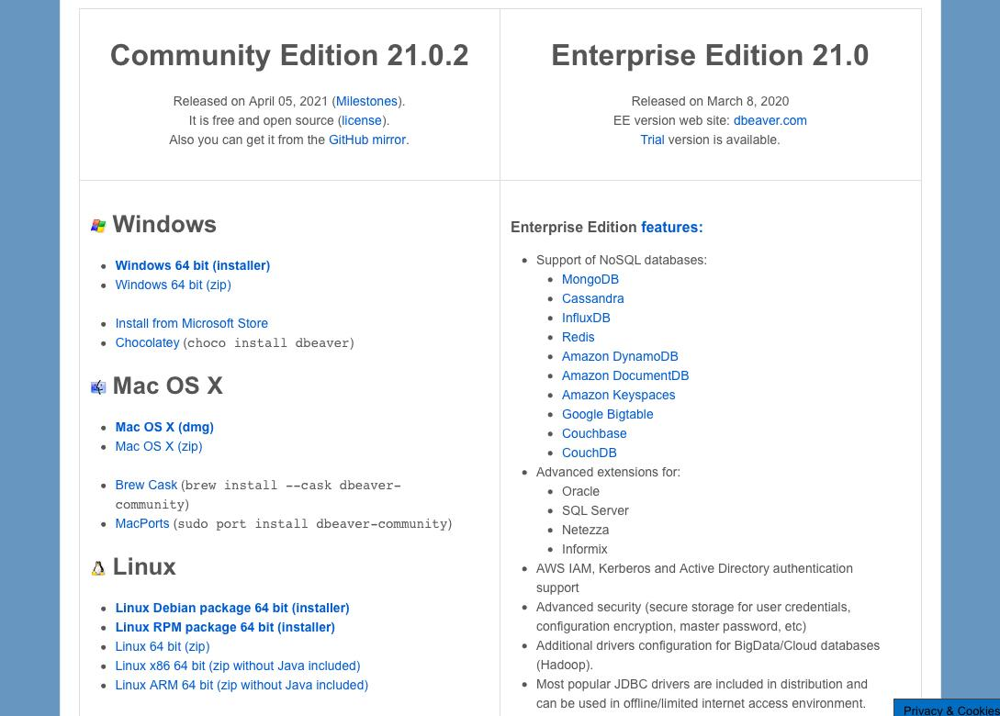 Community Edition 21.0.2
Released on April 05, 2021 (Milestones).
It is free and open source (license).
Also you can get it from the GitHub mirror.
Enterprise Edition 21.0
Released on March 8, 2020
EE version web site: dbeaver.com
Trial version is available.
Windows
Windows 64 bit (installer)
Windows 64 bit (zip)
Install from Microsoft Store
Chocolatey (choco install dbeaver)
Mac OS X
Mac OS X (dmg)
Mac OS X (zip)
Brew Cask (brew install --cask dbeaver-
community)
MacPorts (sudo port install dbeaver-community)
Linux
Linux Debian package 64 bit (installer)
Linux RPM package 64 bit (installer)
Linux 64 bit (zip)
Linux x86 64 bit (zip without Java included)
Linux ARM 64 bit (zip without Java included)
Enterprise Edition features:
Support of NoSQL databases:
MongoDB
Cassandra
InfluxDB
Redis
Amazon DynamoDB
Amazon DocumentDB
Amazon Keyspaces
Google Bigtable
Couchbase
CouchDB
Advanced extensions for:
Oracle
SQL Server
Netezza
Informix
AWS IAM, Kerberos and Active Directory authentication
support
Advanced security (secure storage for user credentials,
configuration encryption, master password, etc)
Additional drivers configuration for BigData/Cloud databases
(Hadoop).
Most popular JDBC drivers are included in distribution and
can be used in offline/limited internet access environment.
Privacy & Cookies